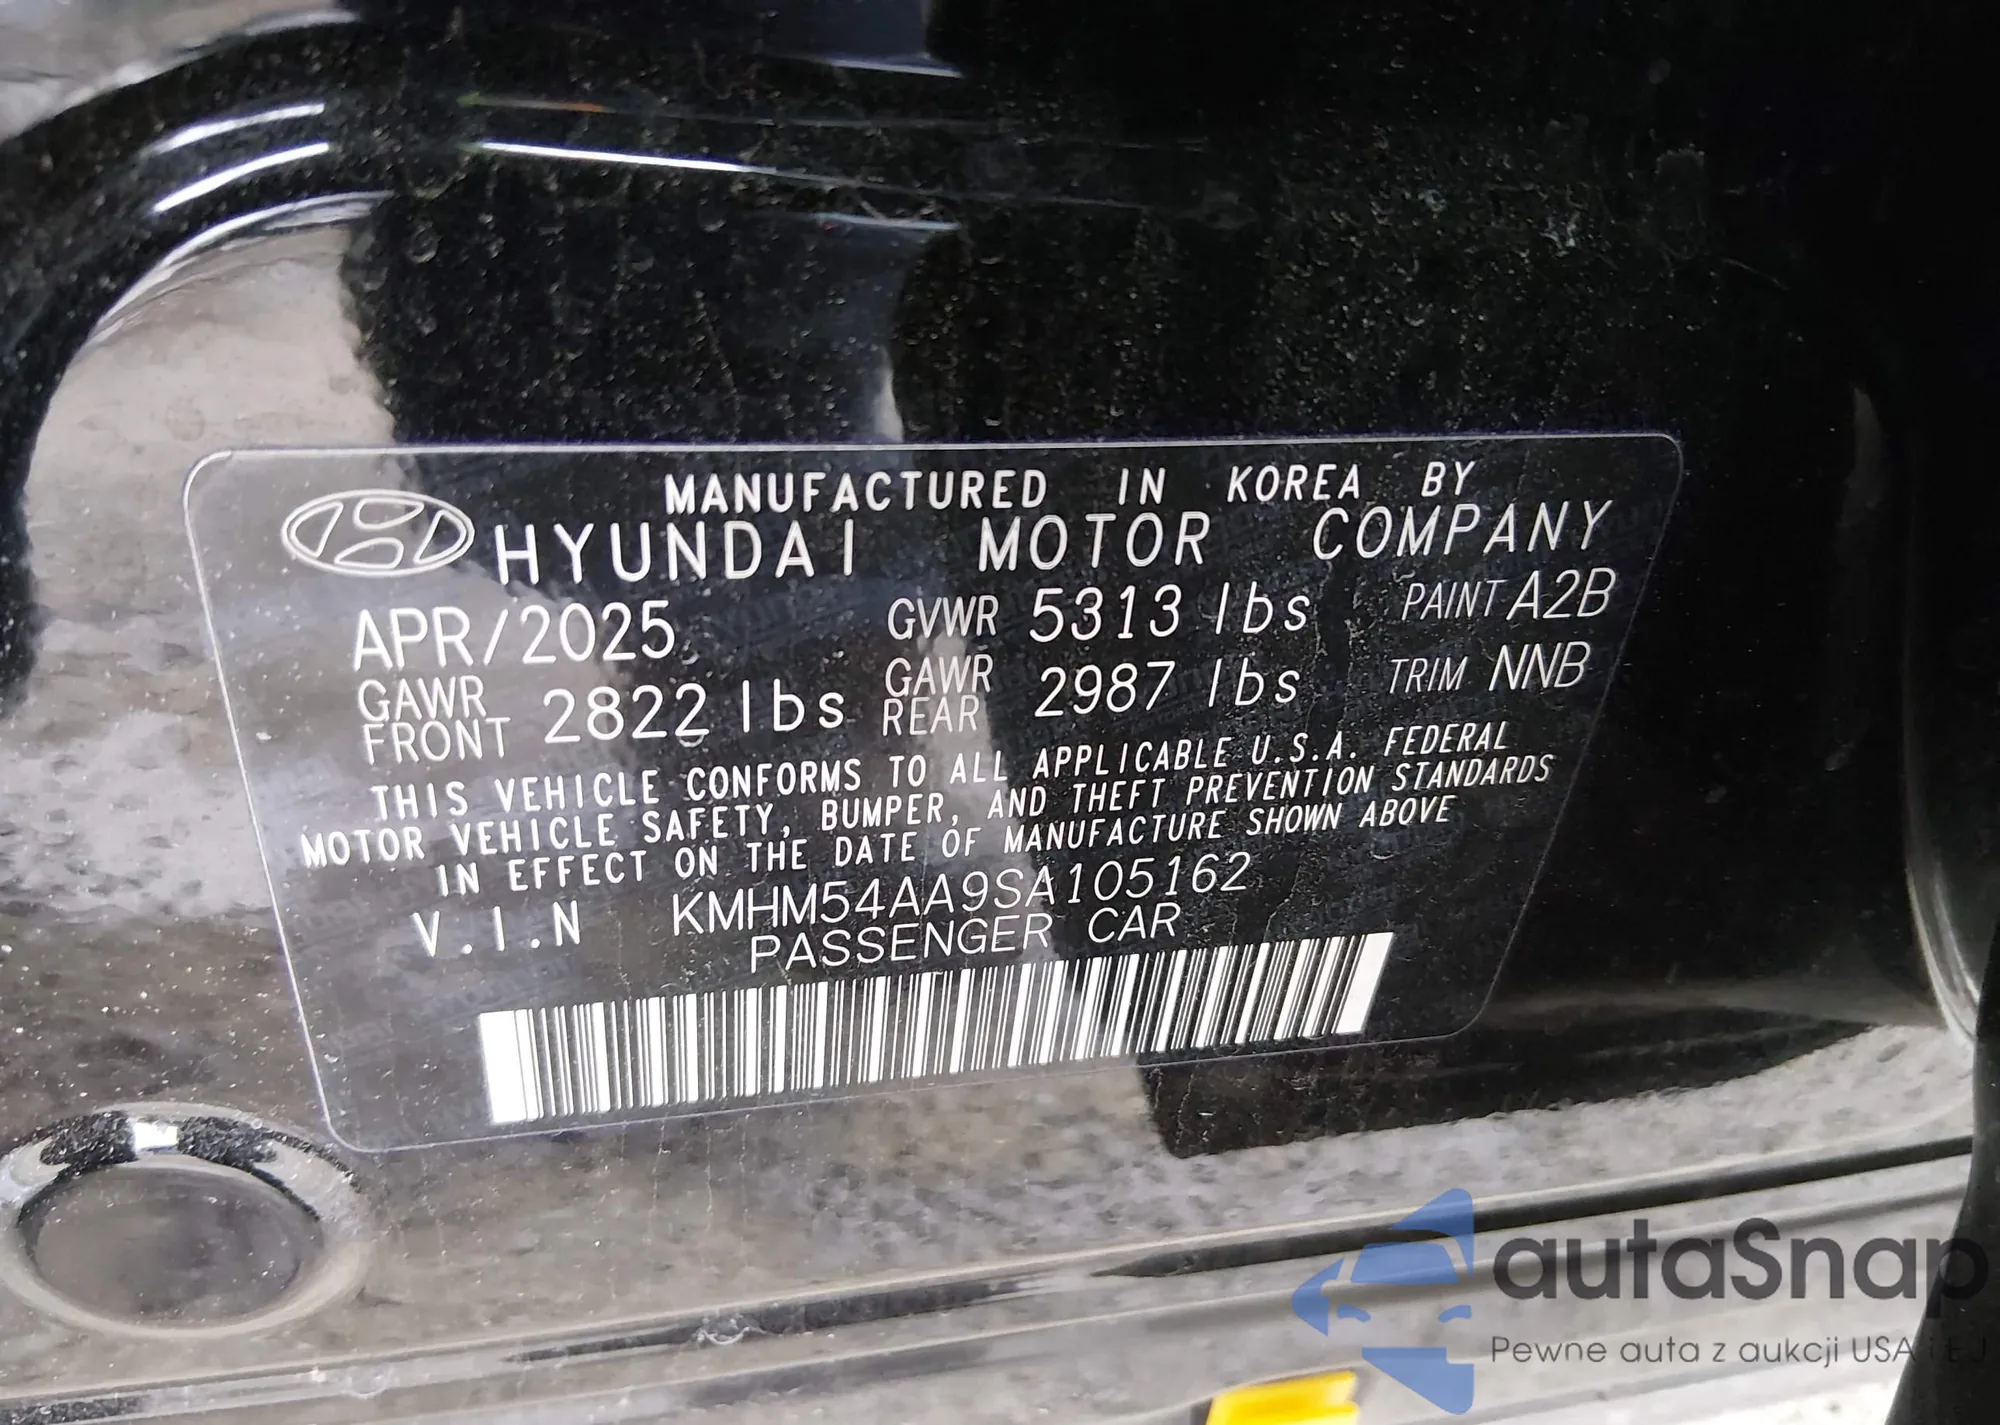 MANUFACTURED IN KOREA BY
HYUNDAI MOTOR COMPANY
APR/2025 GVWR 5313 lbs PAINT A2B
GAWR FRONT 2822 lbs GAWR REAR 2987 lbs TRIM NNB
THIS VEHICLE CONFORMS TO ALL APPLICABLE U.S.A. FEDERAL
MOTOR VEHICLE SAFETY, BUMPER, AND THEFT PREVENTION STANDARDS
IN EFFECT ON THE DATE OF MANUFACTURE SHOWN ABOVE
V.I.N KMHM54AA9SA105162
PASSENGER CAR
autaSnap
Pewne auta z aukcji USA i EJ